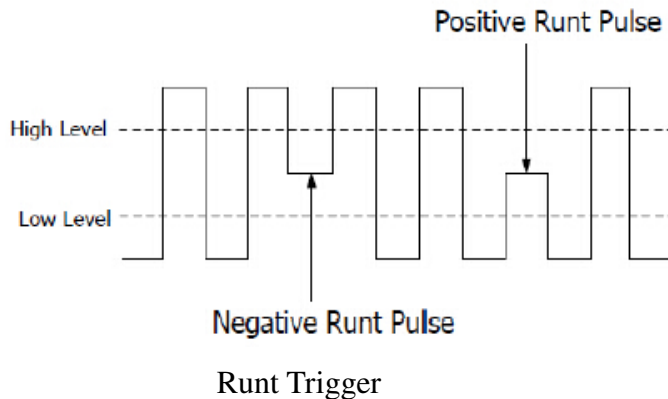 Positive Runt Pulse
High Level
Low Level
Negative Runt Pulse
Runt Trigger